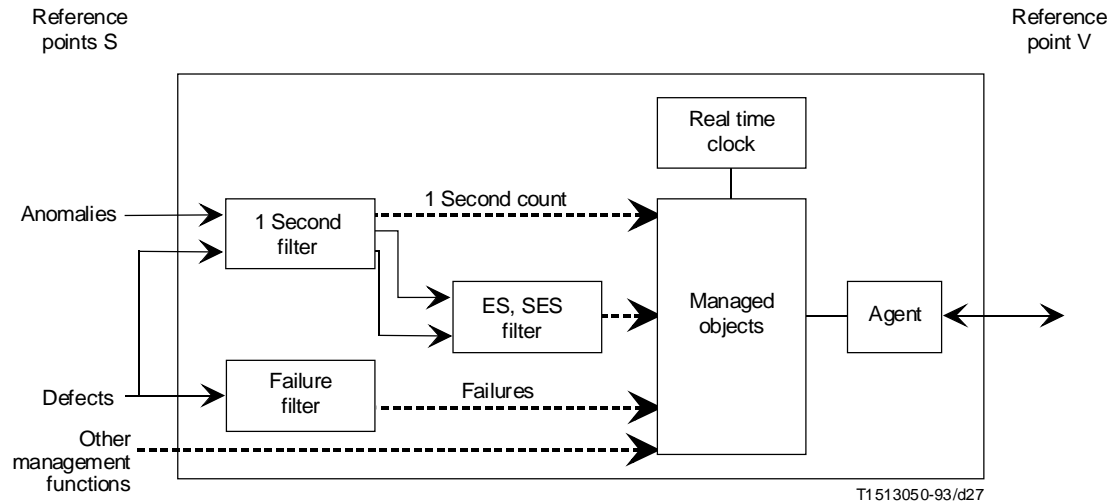 Reference
points S
Reference
point V
Real time
clock
Anomalies
1 Second
filter
1 Second count
ES, SES
filter
Managed
objects
Agent
Defects
Failure
filter
Failures
Other
management
functions
T1513050-93/d27